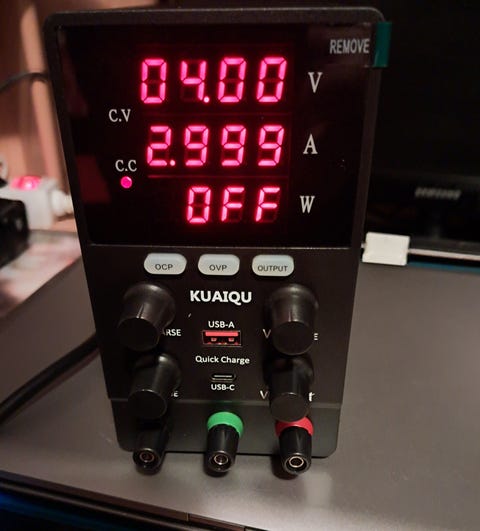 REMOVE
04.00 V
C.V
2.999 A
C.C
OFF W
OCP OVP OUTPUT
KUAIQU
USB-A
Quick Charge
USB-C